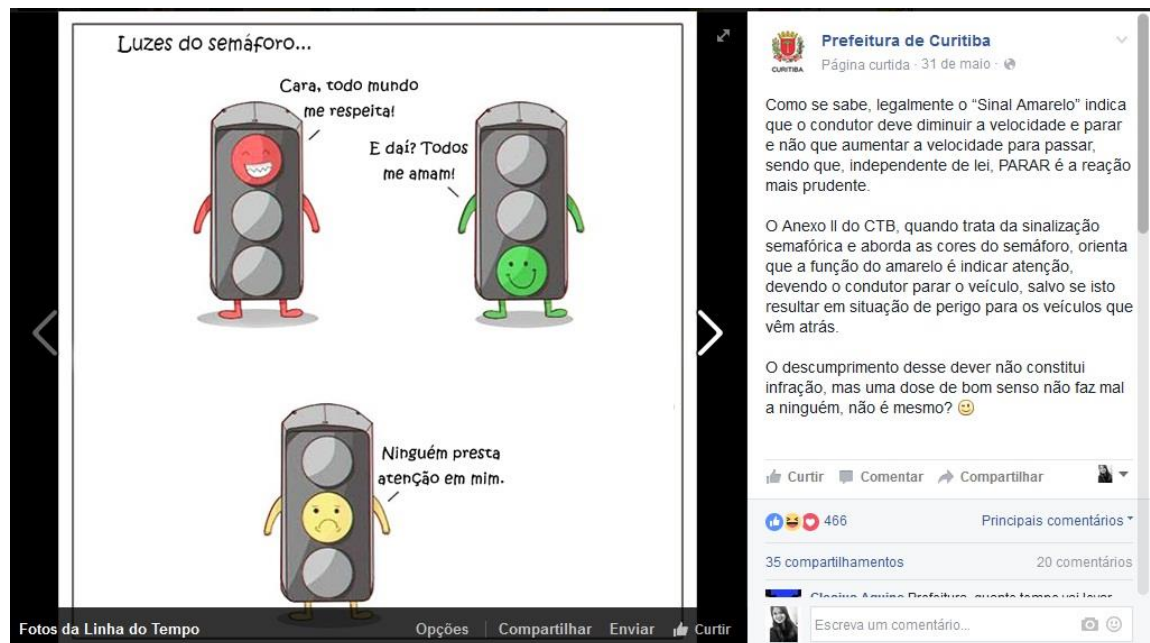 Luzes do semáforo...
Cara, todo mundo
me respeita!
E daí? Todos
me amam!
Ninguém presta
atenção em mim.
Fotos da Linha do Tempo
Opções
Compartilhar
Enviar
Curtir
CURITIBA
Prefeitura de Curitiba
Página curtida · 31 de maio ·
Como se sabe, legalmente o “Sinal Amarelo” indica
que o condutor deve diminuir a velocidade e parar
e não que aumentar a velocidade para passar,
sendo que, independente de lei, PARAR é a reação
mais prudente.
O Anexo II do CTB, quando trata da sinalização
semafórica e aborda as cores do semáforo, orienta
que a função do amarelo é indicar atenção,
devendo o condutor parar o veículo, salvo se isto
resultar em situação de perigo para os veículos que
vêm atrás.
O descumprimento desse dever não constitui
infração, mas uma dose de bom senso não faz mal
a ninguém, não é mesmo?
Curtir Comentar Compartilhar
466 Principais comentários
35 compartilhamentos 20 comentários
Prefeitura, quanto tempo vai levar
Escreva um comentário...